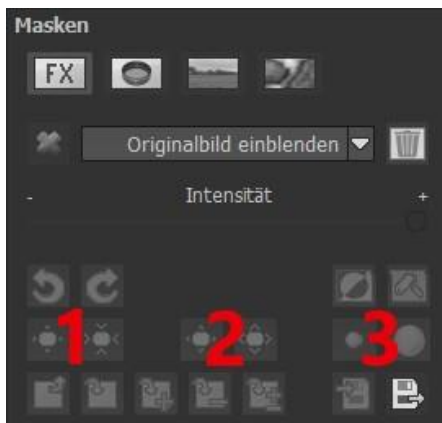 Masken
FX
Originalbild einblenden
- Intensität +
1 2 3